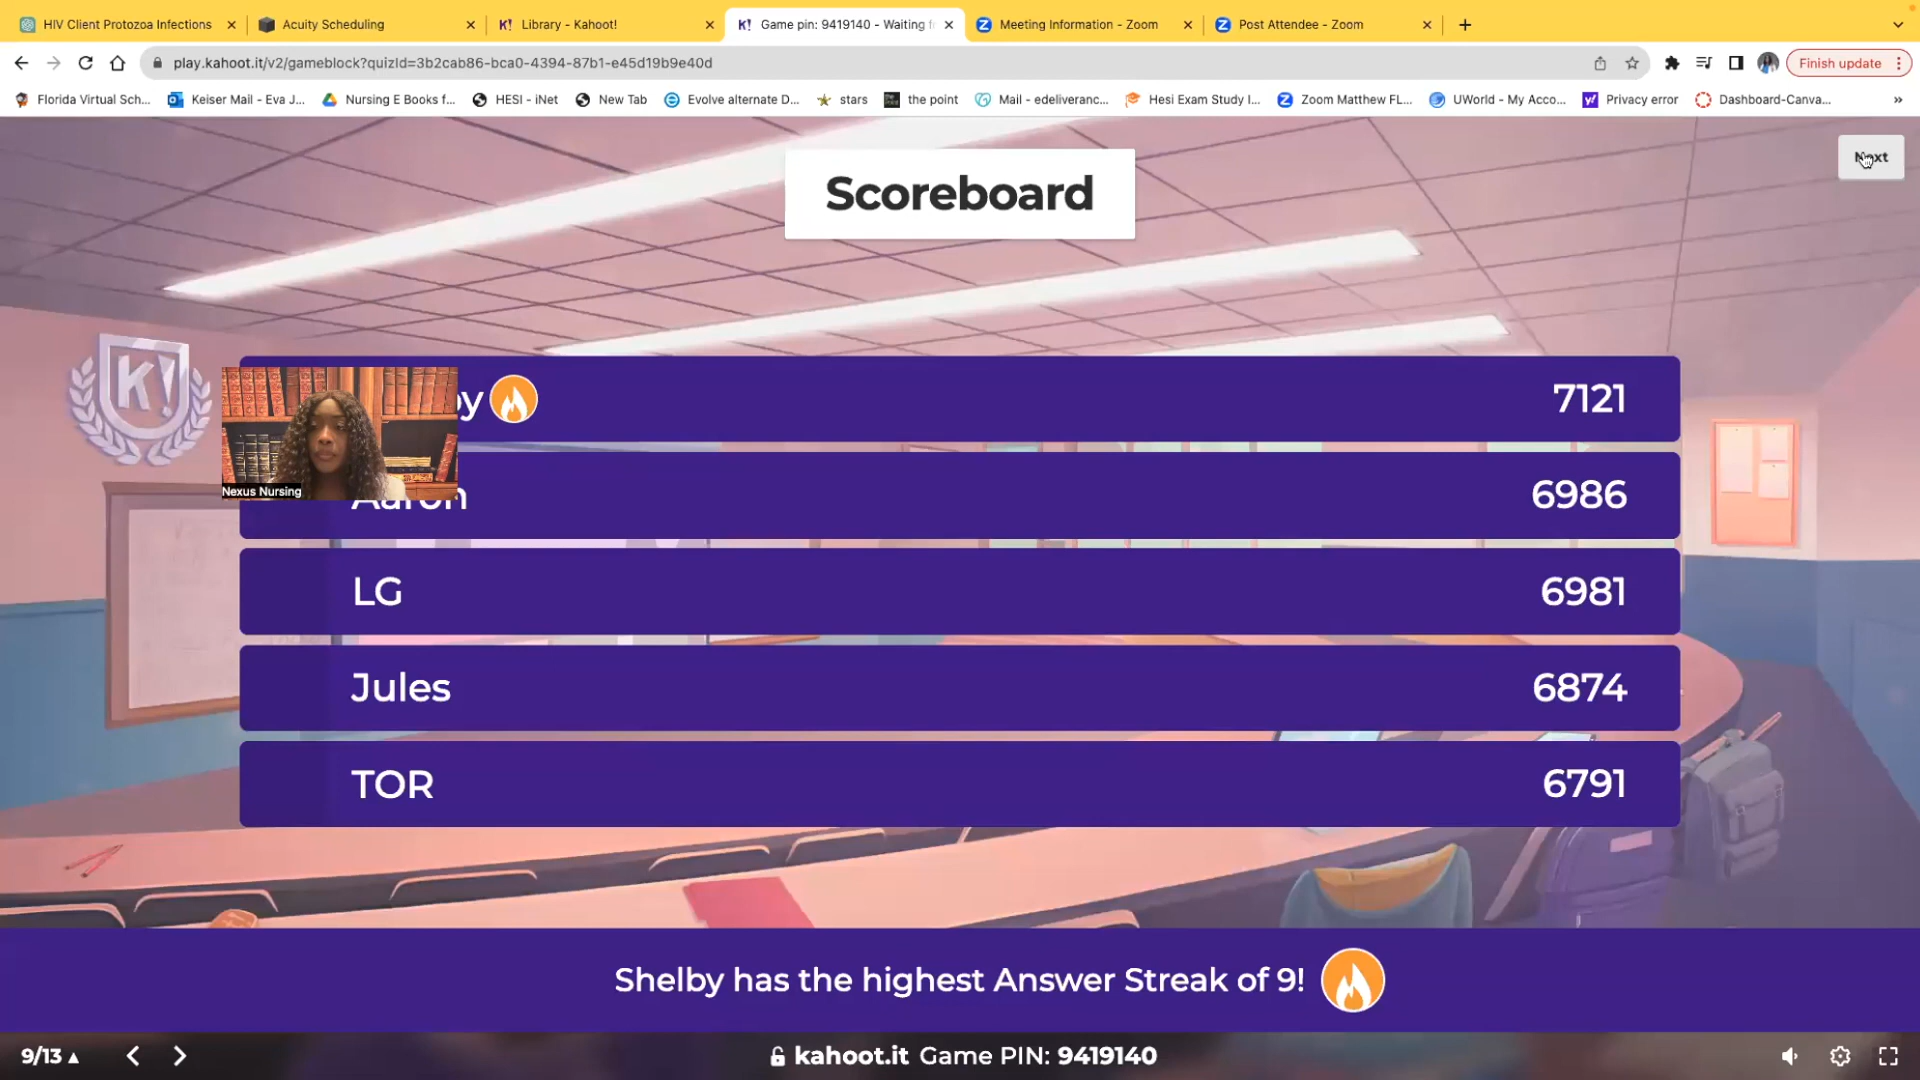 HIV Client Protozoa Infections
Acuity Scheduling
Library - Kahoot!
Game pin: 9419140 - Waiting f
Meeting Information - Zoom
Post Attendee - Zoom
play.kahoot.it/v2/gameblock?quizId=3b2cab86-bca0-4394-87b1-e45d19b9e40d
Finish update
Florida Virtual Sch...
Keiser Mail - Eva J...
Nursing E Books f...
HESI - iNet
New Tab
Evolve alternate D...
stars
the point
Mail - edeliveranc...
Hesi Exam Study I...
Zoom Matthew FL...
UWorld - My Acco...
Privacy error
Dashboard-Canva...
Next
Scoreboard
K!
by 7121
Nexus Nursing
Aaron 6986
LG 6981
Jules 6874
TOR 6791
Shelby has the highest Answer Streak of 9!
9/13
kahoot.it Game PIN: 9419140